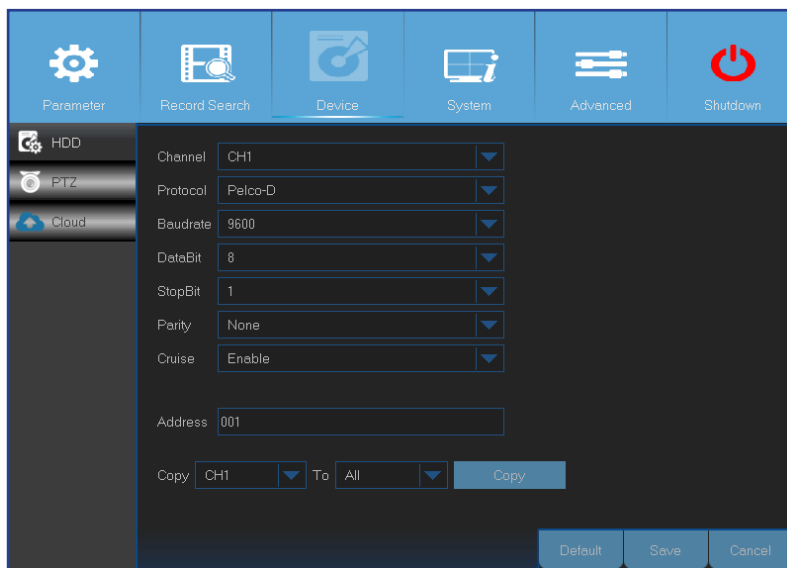 Parameter Record Search Device System Advanced Shutdown
HDD
PTZ
Cloud
Channel CH1
Protocol Pelco-D
Baudrate 9600
DataBit 8
StopBit 1
Parity None
Cruise Enable
Address 001
Copy CH1 To All Copy
Default Save Cancel